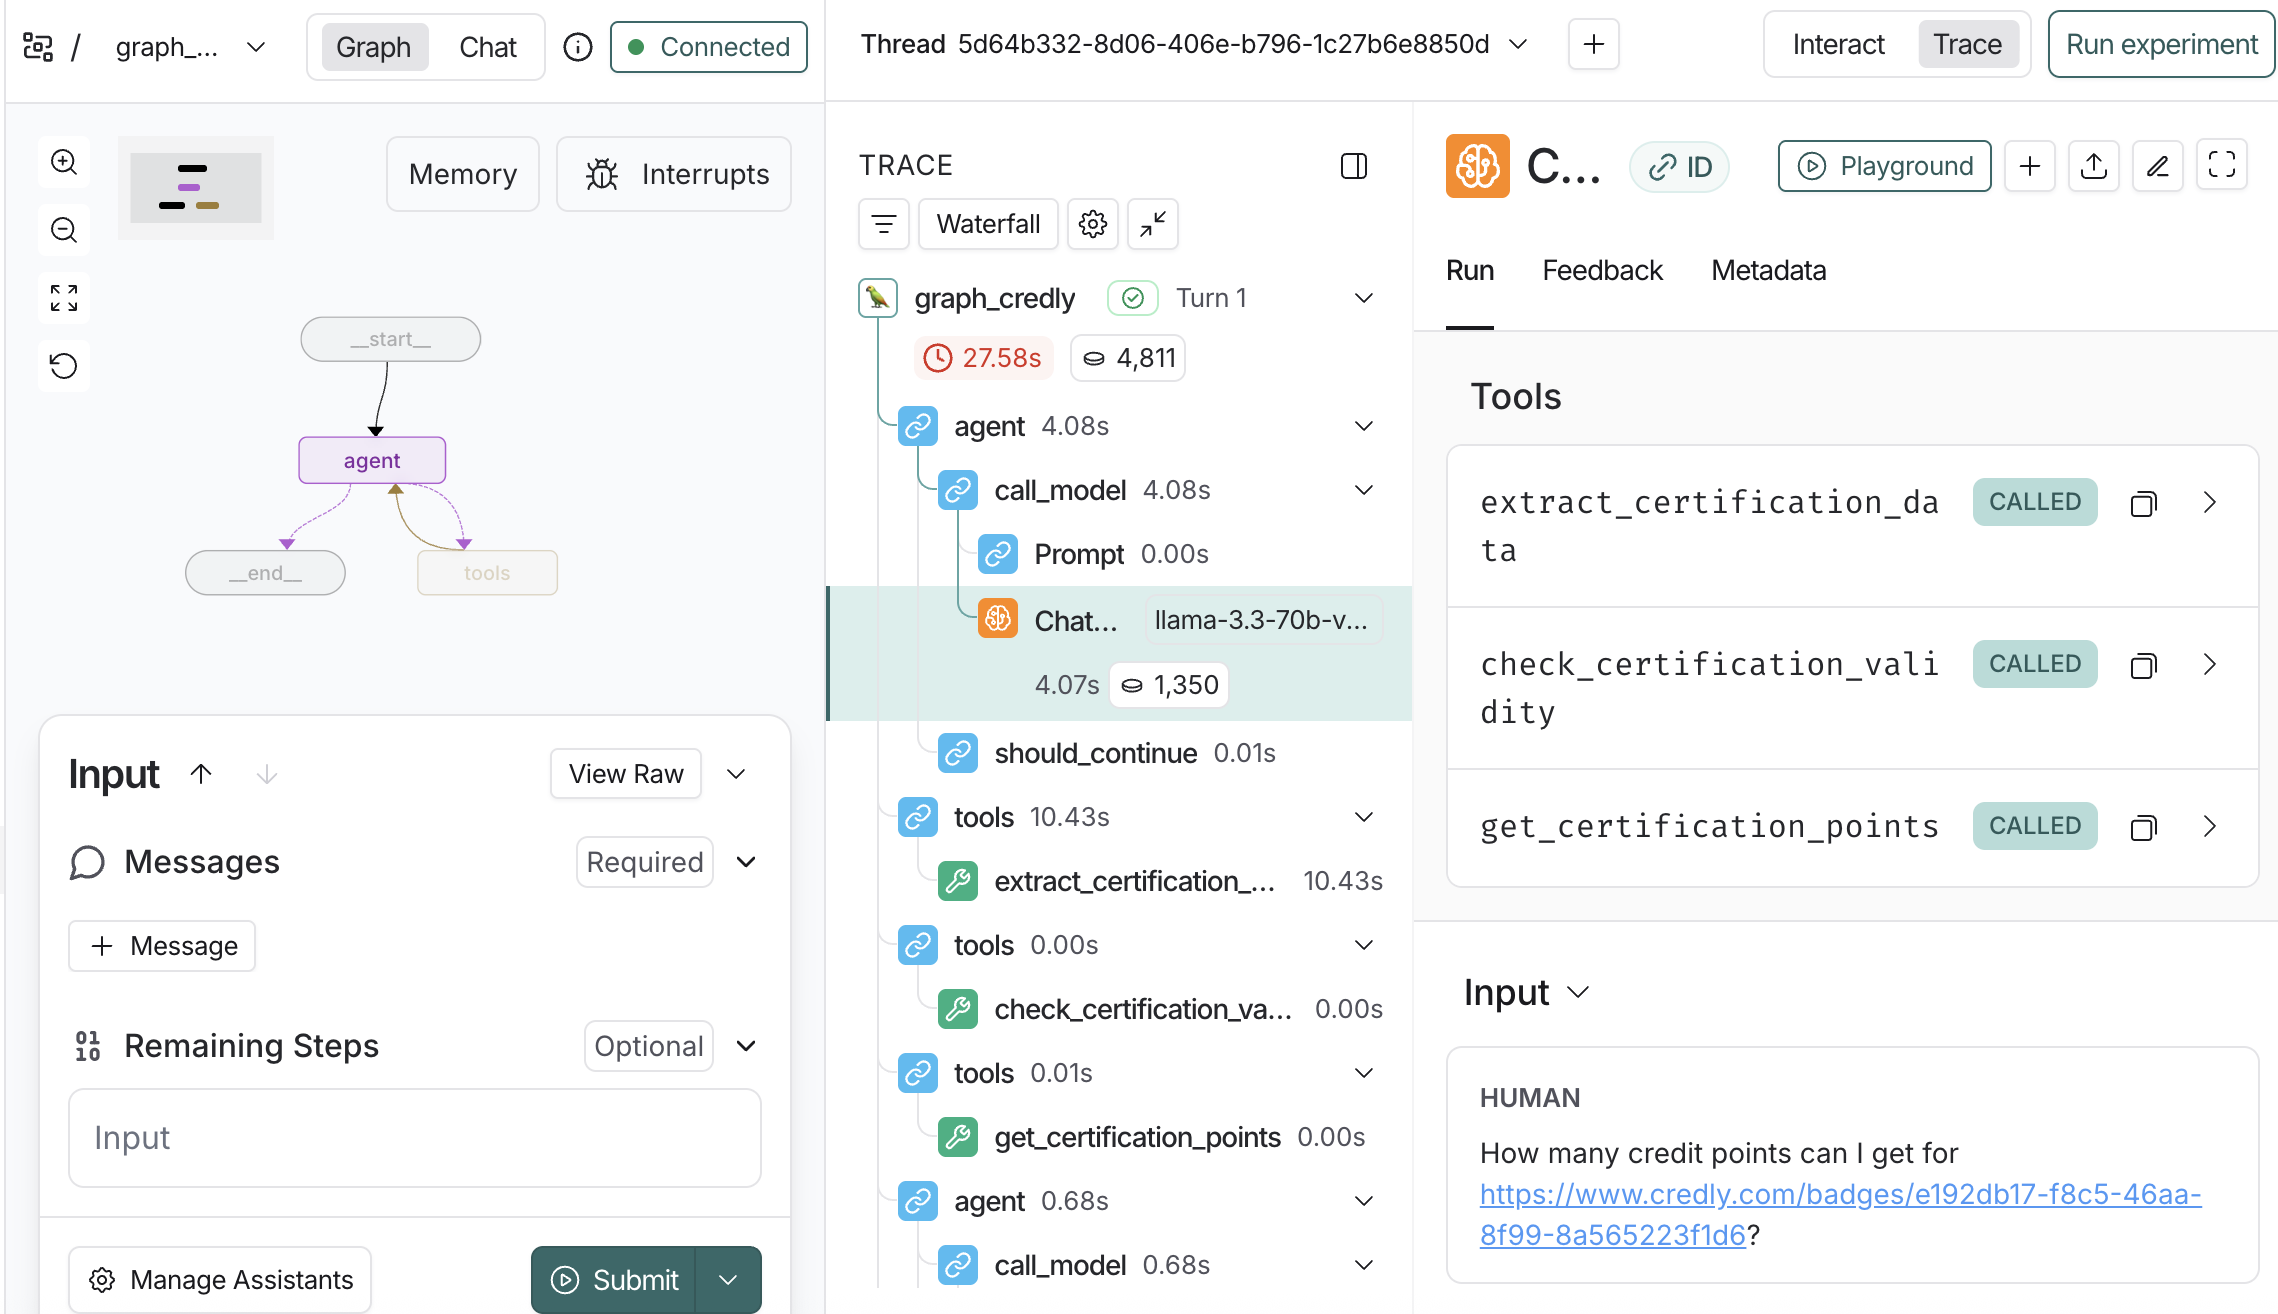 / graph_...
Graph
Chat
Connected
Thread 5d64b332-8d06-406e-b796-1c27b6e8850d
Interact
Trace
Run experiment
Memory
Interrupts
__start__
agent
__end__
tools
Input
View Raw
Messages
Required
Message
01
10
Remaining Steps
Optional
Input
Manage Assistants
Submit
TRACE
Waterfall
graph_credly
Turn 1
27.58s
4,811
agent 4.08s
call_model 4.08s
Prompt 0.00s
Chat...
llama-3.3-70b-v...
4.07s
1,350
should_continue 0.01s
tools 10.43s
extract_certification_... 10.43s
tools 0.00s
check_certification_va... 0.00s
tools 0.01s
get_certification_points 0.00s
agent 0.68s
call_model 0.68s
C...
ID
Playground
Run
Feedback
Metadata
Tools
extract_certification_da
ta
CALLED
check_certification_vali
dity
CALLED
get_certification_points
CALLED
Input
HUMAN
How many credit points can I get for
https://www.credly.com/badges/e192db17-f8c5-46aa-
8f99-8a565223f1d6?